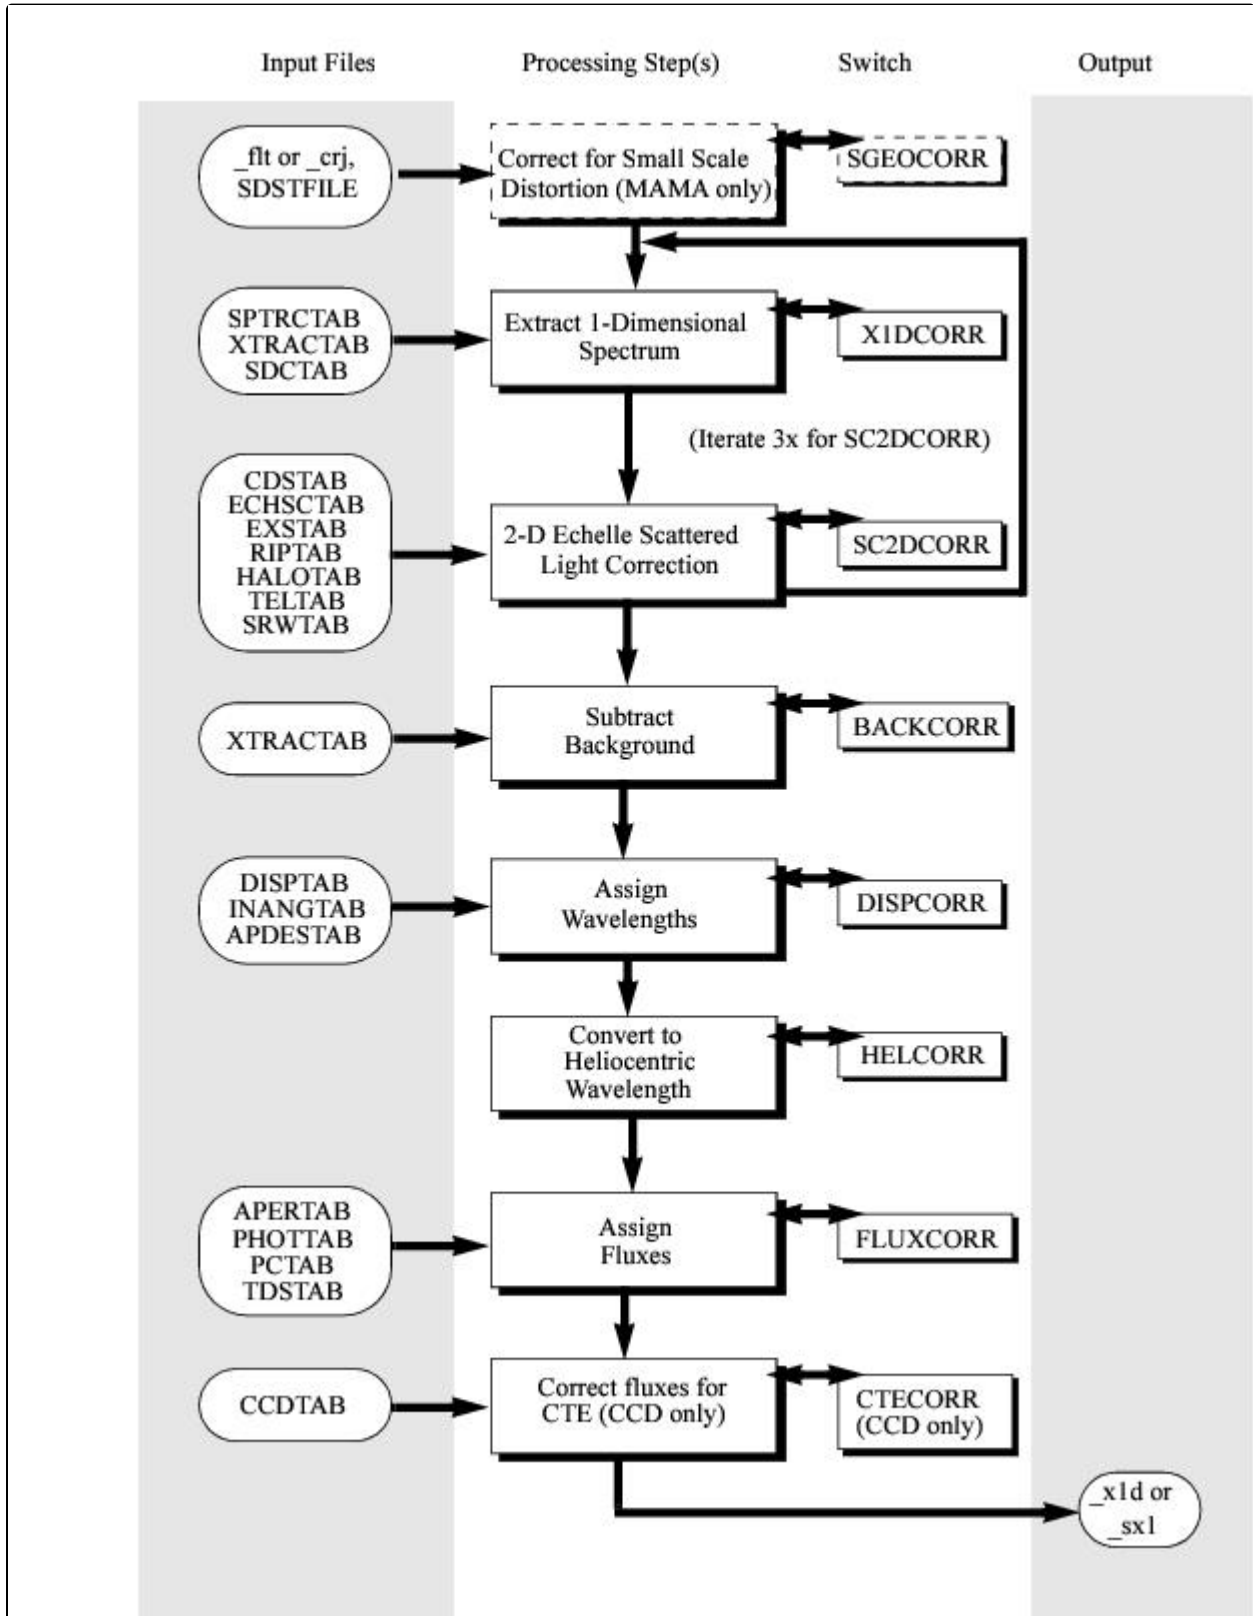 Input Files
Processing Step(s)
Switch
Output
_flt or _crj,
SDSTFILE
Correct for Small Scale
Distortion (MAMA only)
SGEOCORR
SPTRCTAB
XTRACTAB
SDCTAB
Extract 1-Dimensional
Spectrum
X1DCORR
(Iterate 3x for SC2DCORR)
CDSTAB
ECHSCTAB
EXSTAB
RIPTAB
HALOTAB
TELTAB
SRWTAB
2-D Echelle Scattered
Light Correction
SC2DCORR
XTRACTAB
Subtract
Background
BACKCORR
DISPTAB
INANGTAB
APDESTAB
Assign
Wavelengths
DISPCORR
Convert to
Heliocentric
Wavelength
HELCORR
APERTAB
PHOTTAB
PCTAB
TDSTAB
Assign
Fluxes
FLUXCORR
CCDTAB
Correct fluxes for
CTE (CCD only)
CTECORR
(CCD only)
_x1d or
_sx1